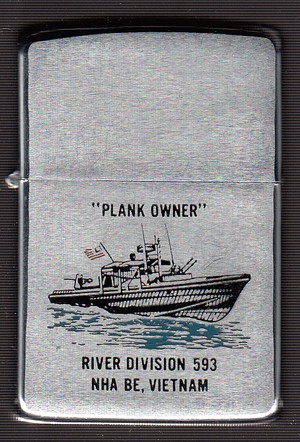 "PLANK OWNER"
RIVER DIVISION 593
NHA BE, VIETNAM